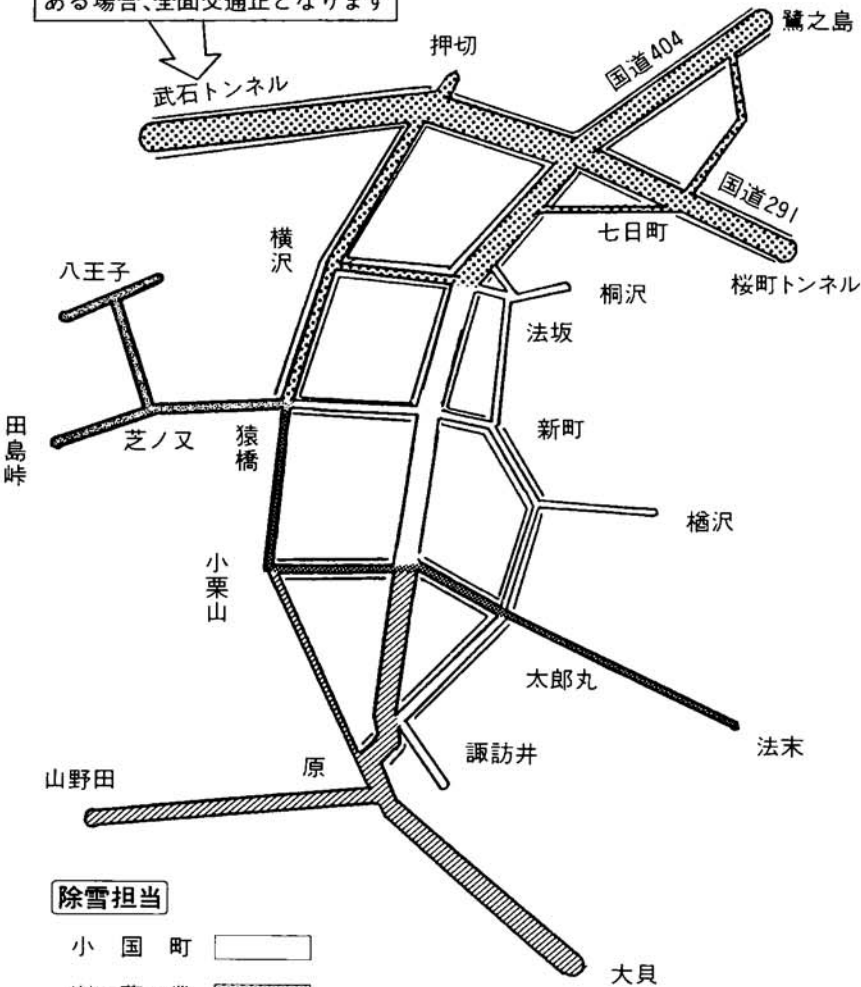 ある場合、全面交通止となります
押切
国道404
鷺之島
武石トンネル
国道291
横沢
七日町
八王子
桐沢
桜町トンネル
法坂
田島峠
芝ノ又
猿橋
新町
楢沢
小栗山
太郎丸
法末
諏訪井
山野田
原
除雪担当
小国町
大貝